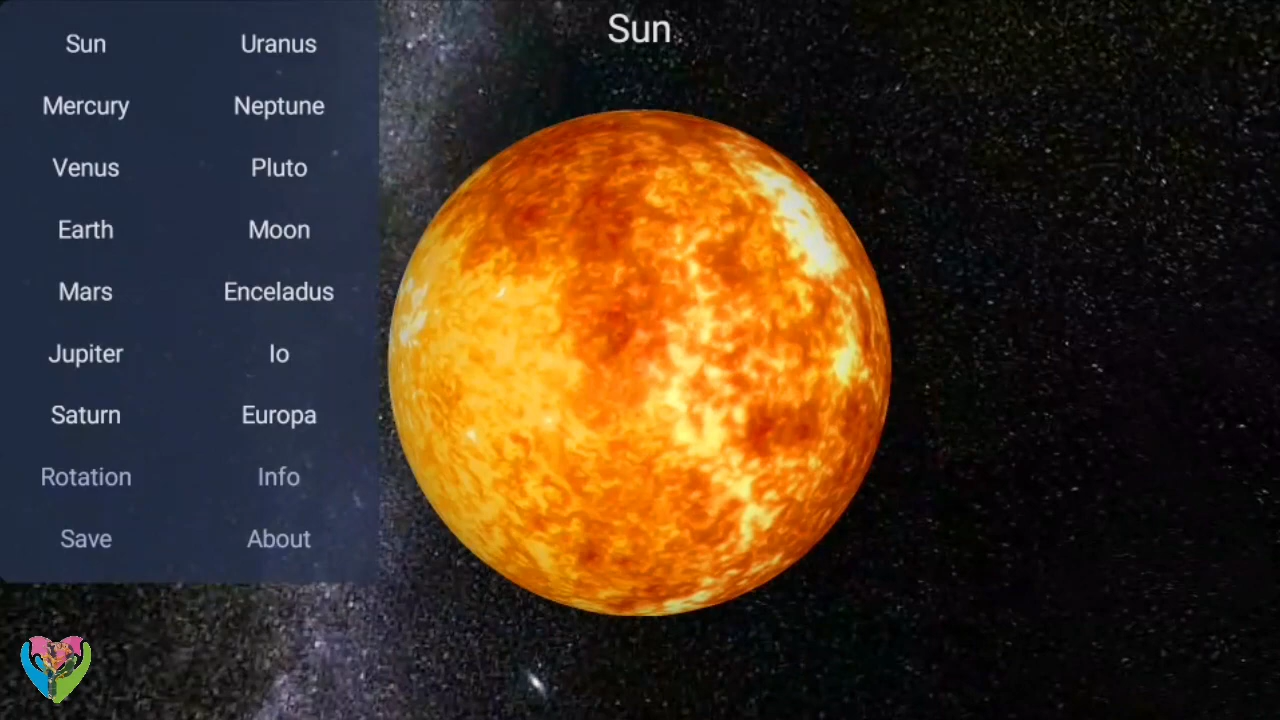 Sun
Sun Uranus
Mercury Neptune
Venus Pluto
Earth Moon
Mars Enceladus
Jupiter Io
Saturn Europa
Rotation Info
Save About